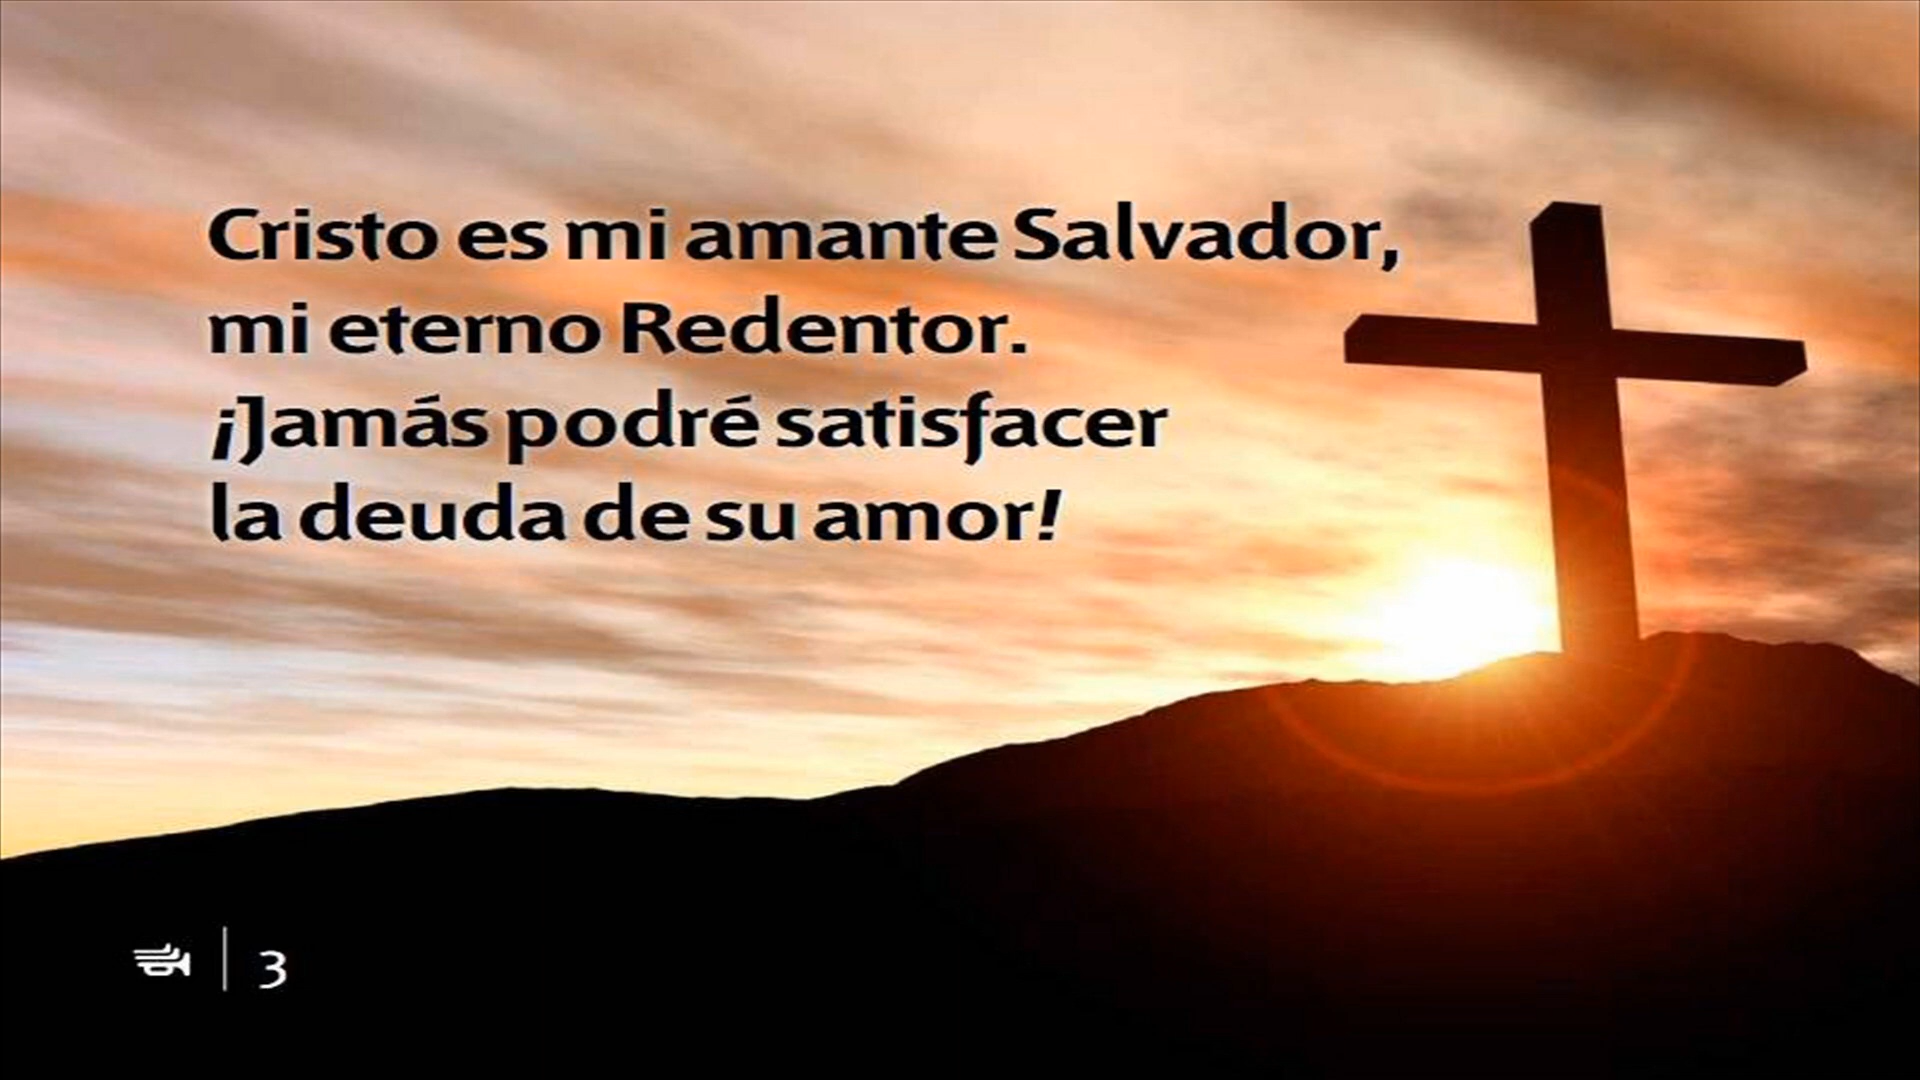 Cristo es mi amante Salvador,
mi eterno Redentor.
¡Jamás podré satisfacer
la deuda de su amor!
3